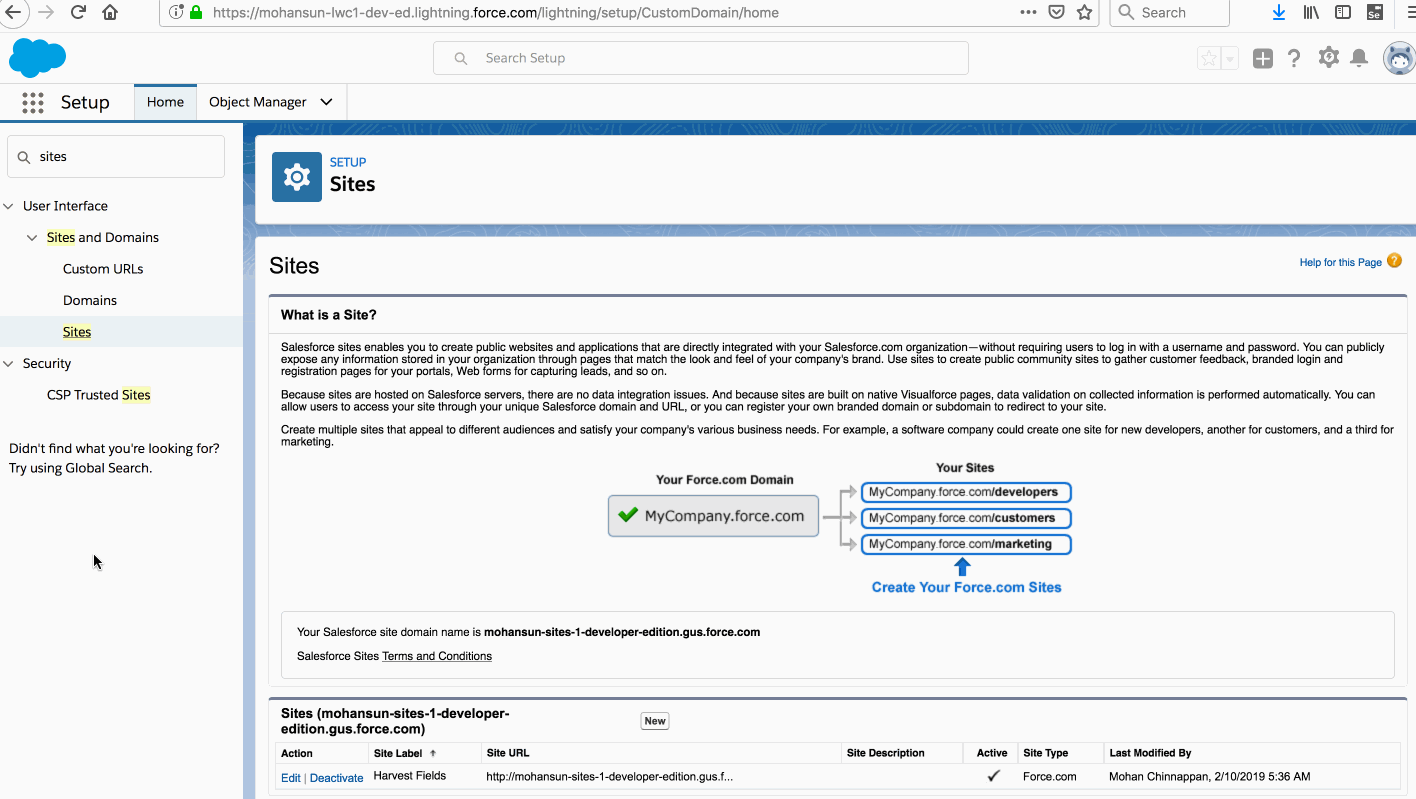 https://mohansun-lwc1-dev-ed.lightning.force.com/lightning/setup/CustomDomain/home
Search
Se
Search Setup
Setup
Home
Object Manager
sites
User Interface
Sites and Domains
Custom URLs
Domains
Sites
Security
CSP Trusted Sites
Didn't find what you're looking for?
Try using Global Search.
SETUP
Sites
Sites
Help for this Page
What is a Site?
Salesforce sites enables you to create public websites and applications that are directly integrated with your Salesforce.com organization—without requiring users to log in with a username and password. You can publicly
expose any information stored in your organization through pages that match the look and feel of your company's brand. Use sites to create public community sites to gather customer feedback, branded login and
registration pages for your portals, Web forms for capturing leads, and so on.
Because sites are hosted on Salesforce servers, there are no data integration issues. And because sites are built on native Visualforce pages, data validation on collected information is performed automatically. You can
allow users to access your site through your unique Salesforce domain and URL, or you can register your own branded domain or subdomain to redirect to your site.
Create multiple sites that appeal to different audiences and satisfy your company's various business needs. For example, a software company could create one site for new developers, another for customers, and a third for
marketing.
Your Force.com Domain
MyCompany.force.com
Your Sites
MyCompany.force.com/developers
MyCompany.force.com/customers
MyCompany.force.com/marketing
Create Your Force.com Sites
Your Salesforce site domain name is mohansun-sites-1-developer-edition.gus.force.com
Salesforce Sites Terms and Conditions
Sites (mohansun-sites-1-developer-
edition.gus.force.com)
New
Action Site Label Site URL Site Description Active Site Type Last Modified By
Edit | Deactivate Harvest Fields http://mohansun-sites-1-developer-edition.gus.f... Force.com Mohan Chinnappan, 2/10/2019 5:36 AM